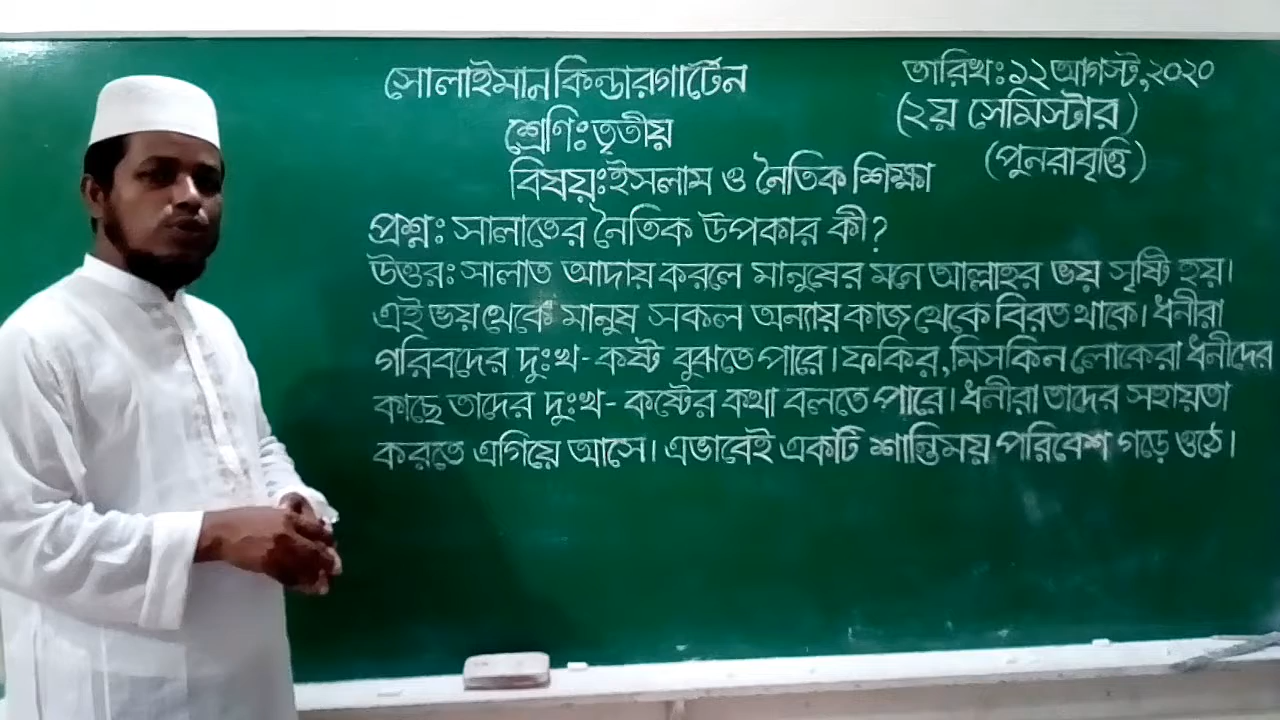 সোলাইমান কিন্ডারগার্টেন
তারিখঃ ১২ আগস্ট, ২০২০
(২য় সেমিস্টার)
শ্রেণিঃ তৃতীয়
(পুনরাবৃত্তি)
বিষয়ঃ ইসলাম ও নৈতিক শিক্ষা
প্রশ্নঃ সালাতের নৈতিক উপকার কী?
উত্তরঃ সালাত আদায় করলে মানুষের মনে আল্লাহর ভয় সৃষ্টি হয়।
এই ভয় থেকে মানুষ সকল অন্যায় কাজ থেকে বিরত থাকে। ধনীরা
গরিবদের দুঃখ-কষ্ট বুঝতে পারে। ফকির, মিসকিন লোকেরা ধনীদের
কাছে তাদের দুঃখ-কষ্টের কথা বলতে পারে। ধনীরা তাদের সহায়তা
করতে এগিয়ে আসে। এভাবেই একটি শান্তিময় পরিবেশ গড়ে ওঠে।